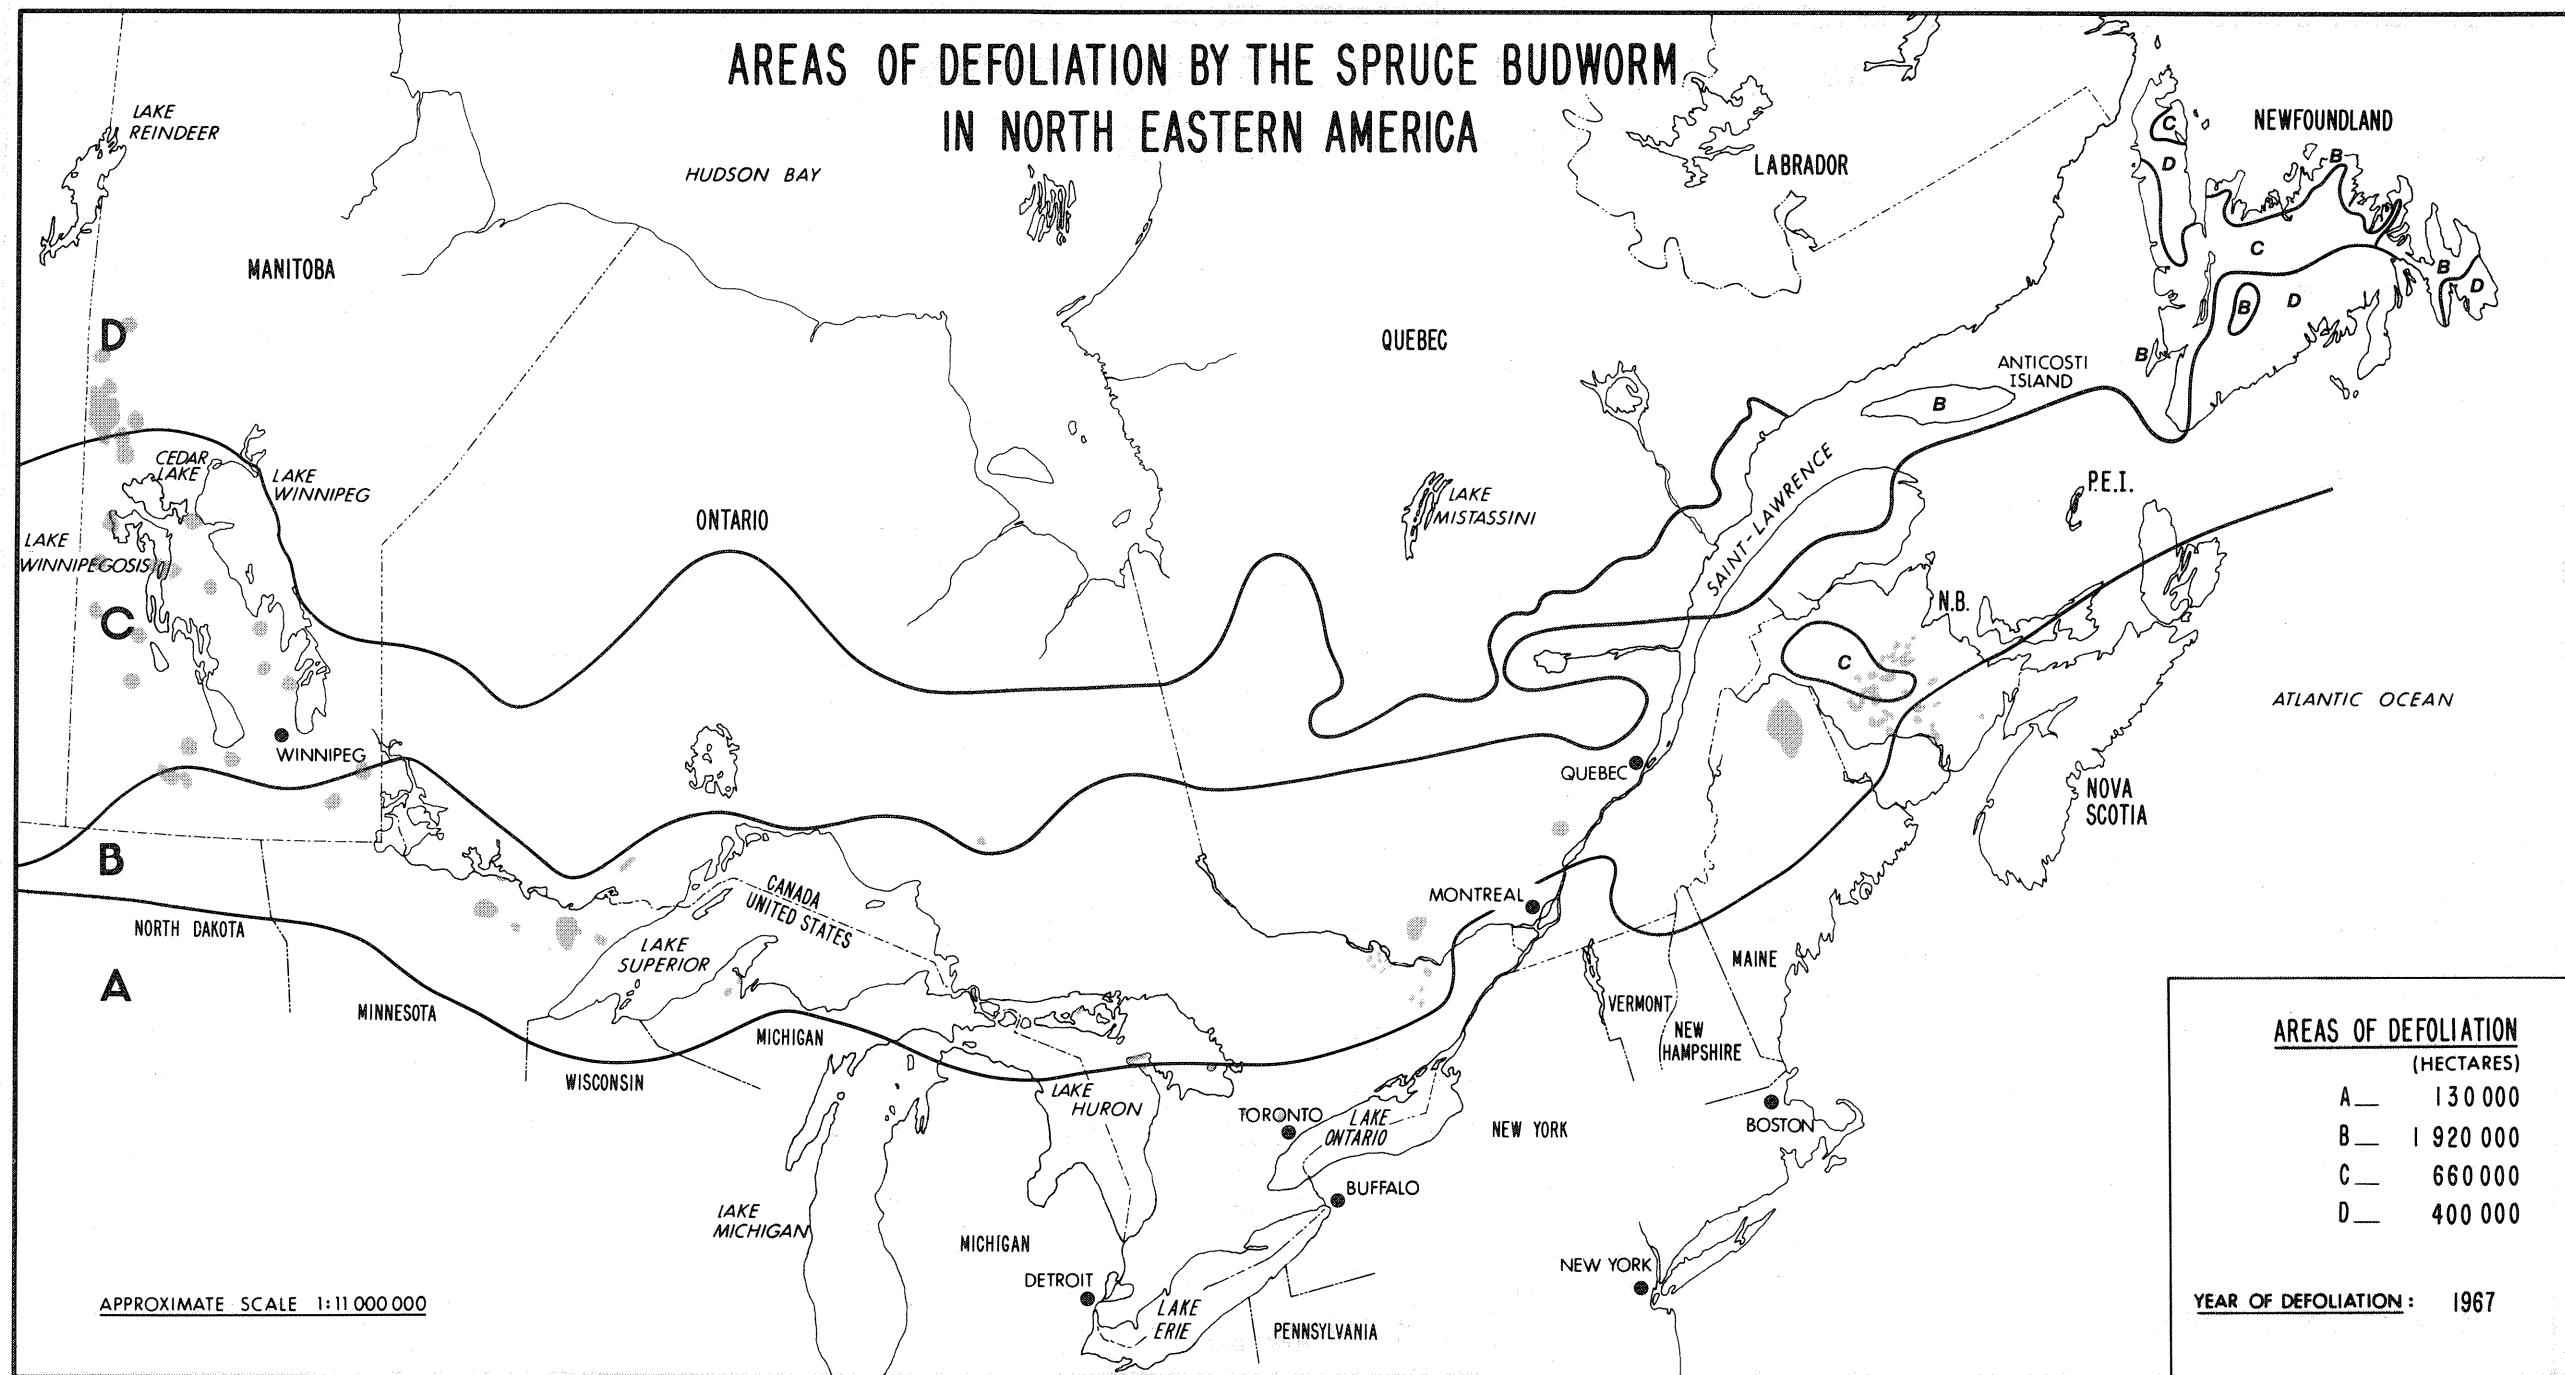 AREAS OF DEFOLIATION BY THE SPRUCE BUDWORM
IN NORTH EASTERN AMERICA
LAKE
REINDEER
HUDSON BAY
MANITOBA
LABRADOR
NEWFOUNDLAND
C
D
B
C
B
D
B
D
B
QUEBEC
ANTICOSTI
ISLAND
B
D
CEDAR
LAKE
LAKE
WINNIPEG
ONTARIO
LAKE
MISTASSINI
SAINT-LAWRENCE
P.E.I.
LAKE
WINNIPEGOSIS
N.B.
C
C
ATLANTIC OCEAN
WINNIPEG
QUEBEC
NOVA
SCOTIA
B
CANADA
UNITED STATES
MONTREAL
NORTH DAKOTA
LAKE
SUPERIOR
MAINE
A
MINNESOTA
MICHIGAN
VERMONT
NEW
HAMPSHIRE
WISCONSIN
LAKE
HURON
TORONTO
LAKE
ONTARIO
NEW YORK
BOSTON
BUFFALO
LAKE
MICHIGAN
MICHIGAN
DETROIT
NEW YORK
LAKE
ERIE
PENNSYLVANIA
APPROXIMATE SCALE 1:11 000 000
AREAS OF DEFOLIATION
(HECTARES)
A__ 130 000
B__ 1 920 000
C__ 660 000
D__ 400 000
YEAR OF DEFOLIATION: 1967